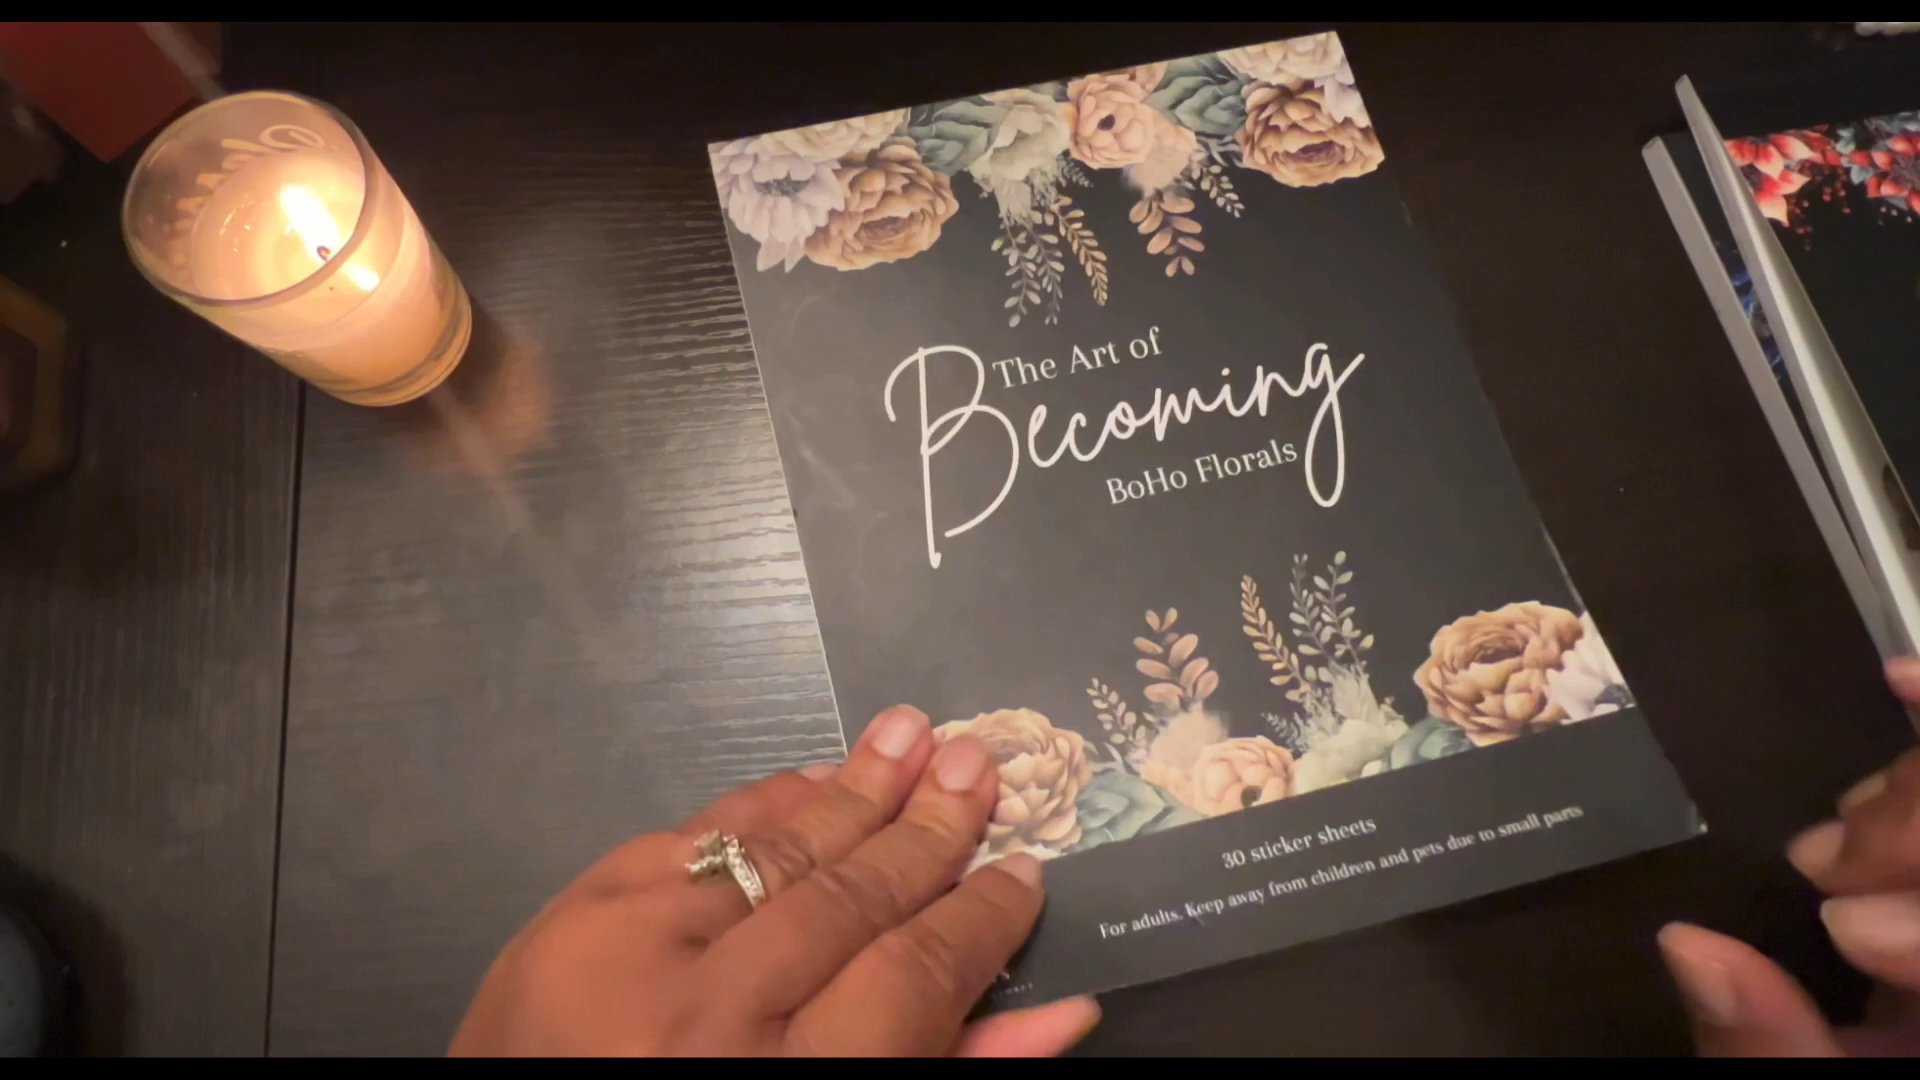 The Art of
Becoming
BoHo Florals
30 sticker sheets
For adults. Keep away from children and pets due to small parts